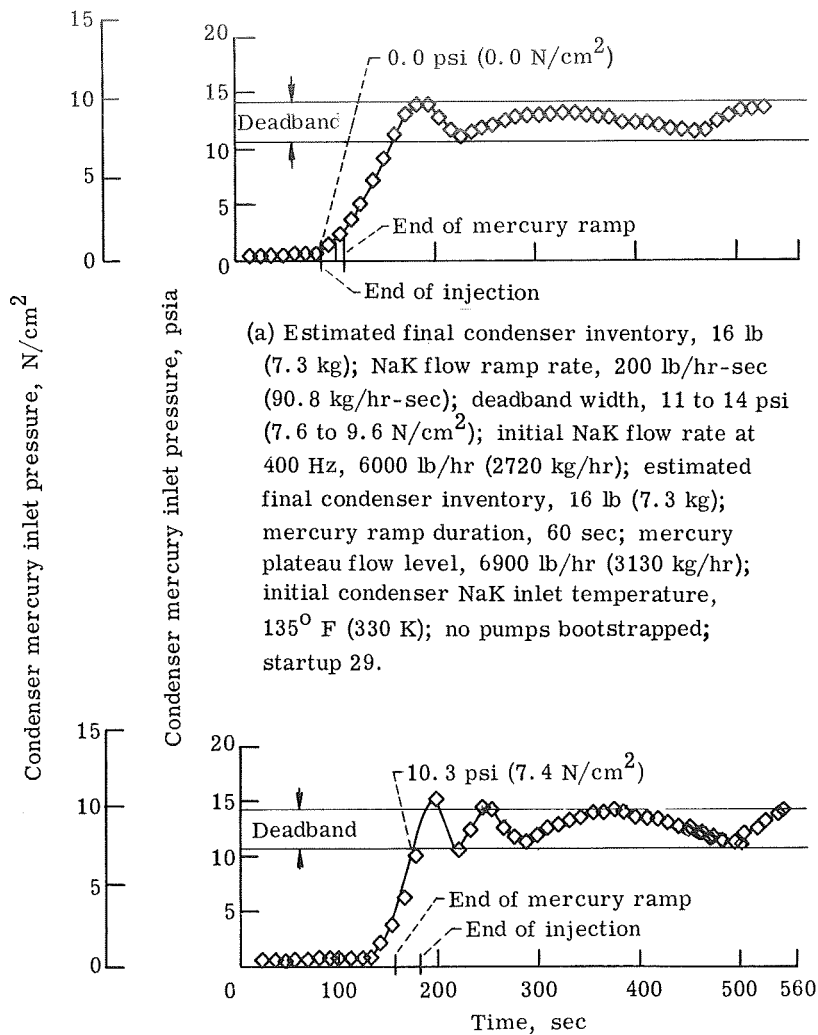 Condenser mercury inlet pressure, N/cm²
Condenser mercury inlet pressure, psia
15
10
5
0
20
15
10
5
0
0.0 psi (0.0 N/cm²)
Deadband
End of mercury ramp
End of injection
(a) Estimated final condenser inventory, 16 lb
(7.3 kg); NaK flow ramp rate, 200 lb/hr-sec
(90.8 kg/hr-sec); deadband width, 11 to 14 psi
(7.6 to 9.6 N/cm²); initial NaK flow rate at
400 Hz, 6000 lb/hr (2720 kg/hr); estimated
final condenser inventory, 16 lb (7.3 kg);
mercury ramp duration, 60 sec; mercury
plateau flow level, 6900 lb/hr (3130 kg/hr);
initial condenser NaK inlet temperature,
135° F (330 K); no pumps bootstrapped;
startup 29.
15
10
5
0
20
15
10
5
10.3 psi (7.4 N/cm²)
Deadband
End of mercury ramp
End of injection
0 100 200 300 400 500 560
Time, sec